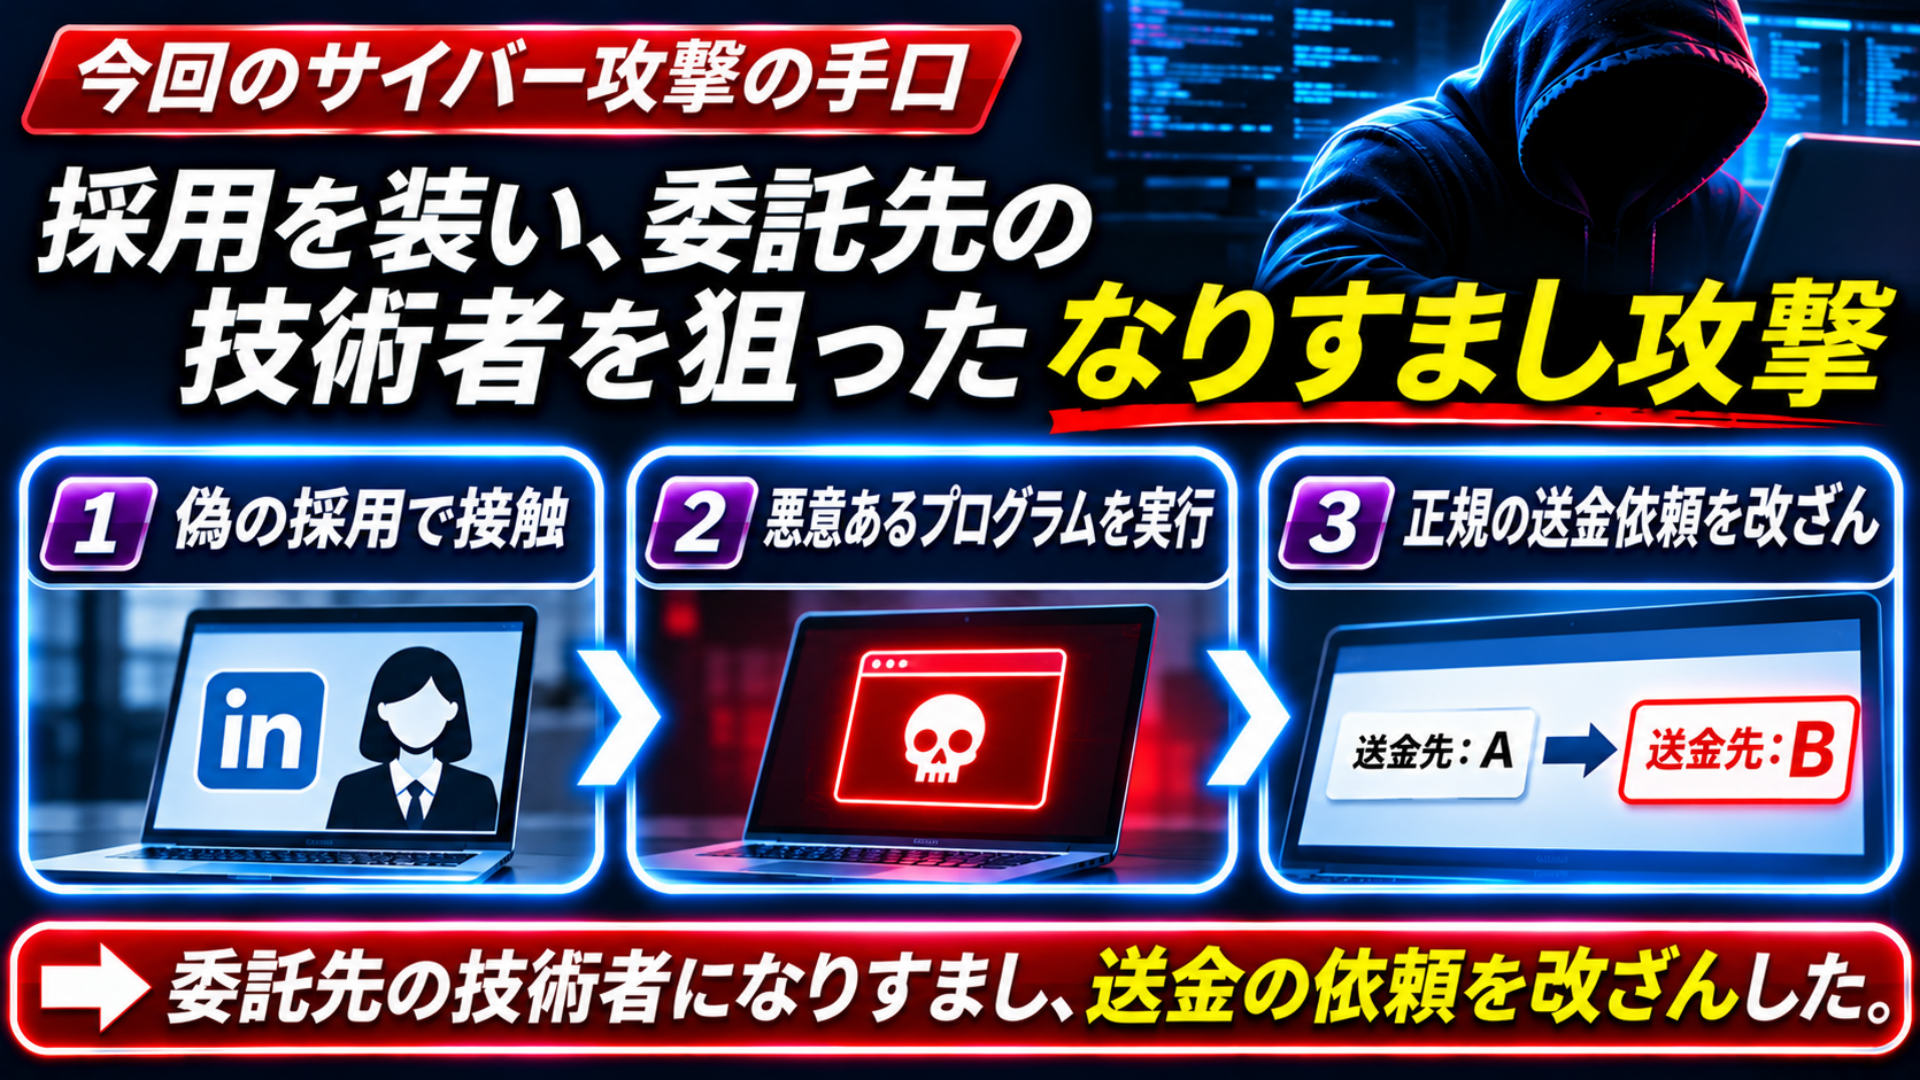 今回のサイバー攻撃の手口
採用を装い、委託先の
技術者を狙ったなりすまし攻撃
1 偽の採用で接触
2 悪意あるプログラムを実行
3 正規の送金依頼を改ざん
in
送金先：A
送金先：B
委託先の技術者になりすまし、送金の依頼を改ざんした。